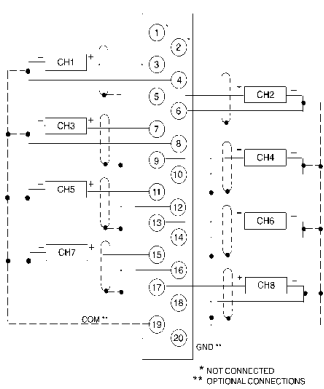 1 *
2 *
- CH1 +
3
4
5
+ CH2 -
6
- CH3 +
7
8
9
CH4 -
10
- CH5 +
11
12
13
CH6 -
14
- CH7 +
15
16
17
+ CH8 -
18
COM **
19
20
GND **
* NOT CONNECTED
** OPTIONAL CONNECTIONS